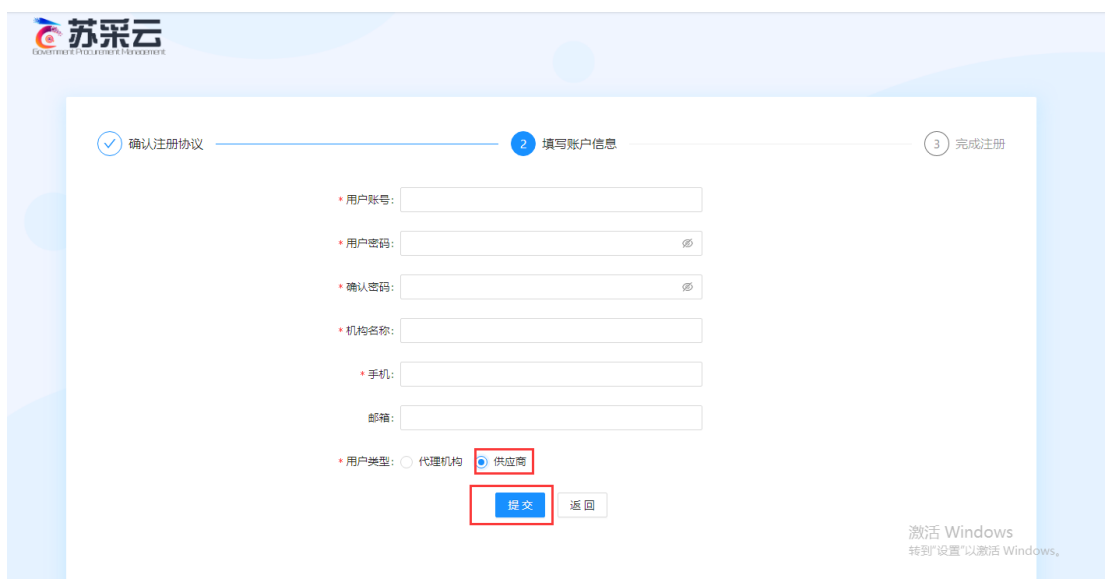 苏采云
Government Procurement Management
确认注册协议
2 填写账户信息
3 完成注册
* 用户账号:
* 用户密码:
* 确认密码:
* 机构名称:
* 手机:
邮箱:
* 用户类型: 代理机构 供应商
提交 返回
激活 Windows
转到"设置"以激活 Windows。